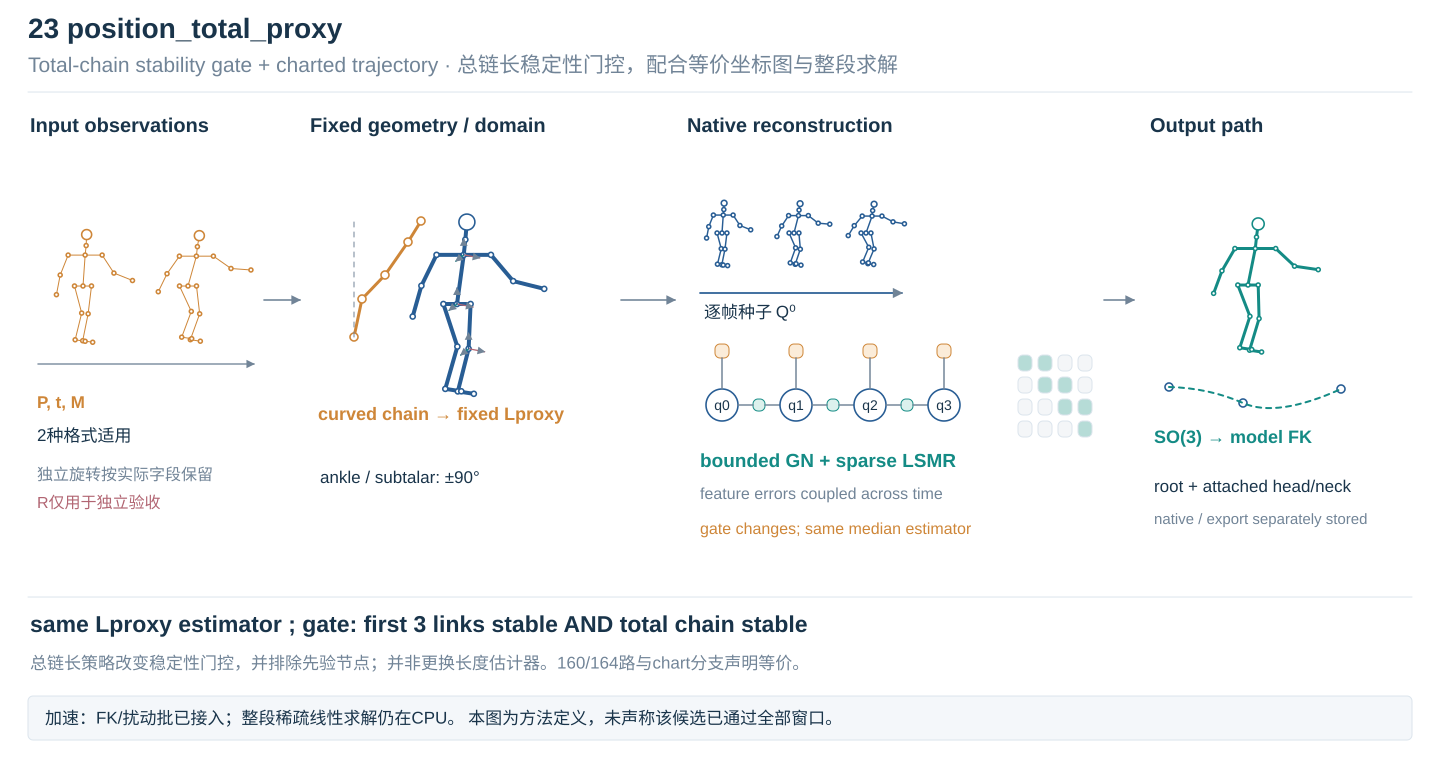 23 position_total_proxy
Total-chain stability gate + charted trajectory · 总链长稳定性门控，配合等价坐标图与整段求解
Input observations
Fixed geometry / domain
Native reconstruction
Output path
P, t, M
2种格式适用
独立旋转按实际字段保留
R仅用于独立验收
curved chain → fixed Lproxy
ankle / subtalar: ±90°
逐帧种子 Q⁰
q0
q1
q2
q3
bounded GN + sparse LSMR
feature errors coupled across time
gate changes; same median estimator
SO(3) → model FK
root + attached head/neck
native / export separately stored
same Lproxy estimator ; gate: first 3 links stable AND total chain stable
总链长策略改变稳定性门控，并排除先验节点；并非更换长度估计器。160/164路与chart分支声明等价。
加速：FK/扰动批已接入；整段稀疏线性求解仍在CPU。 本图为方法定义，未声称该候选已通过全部窗口。